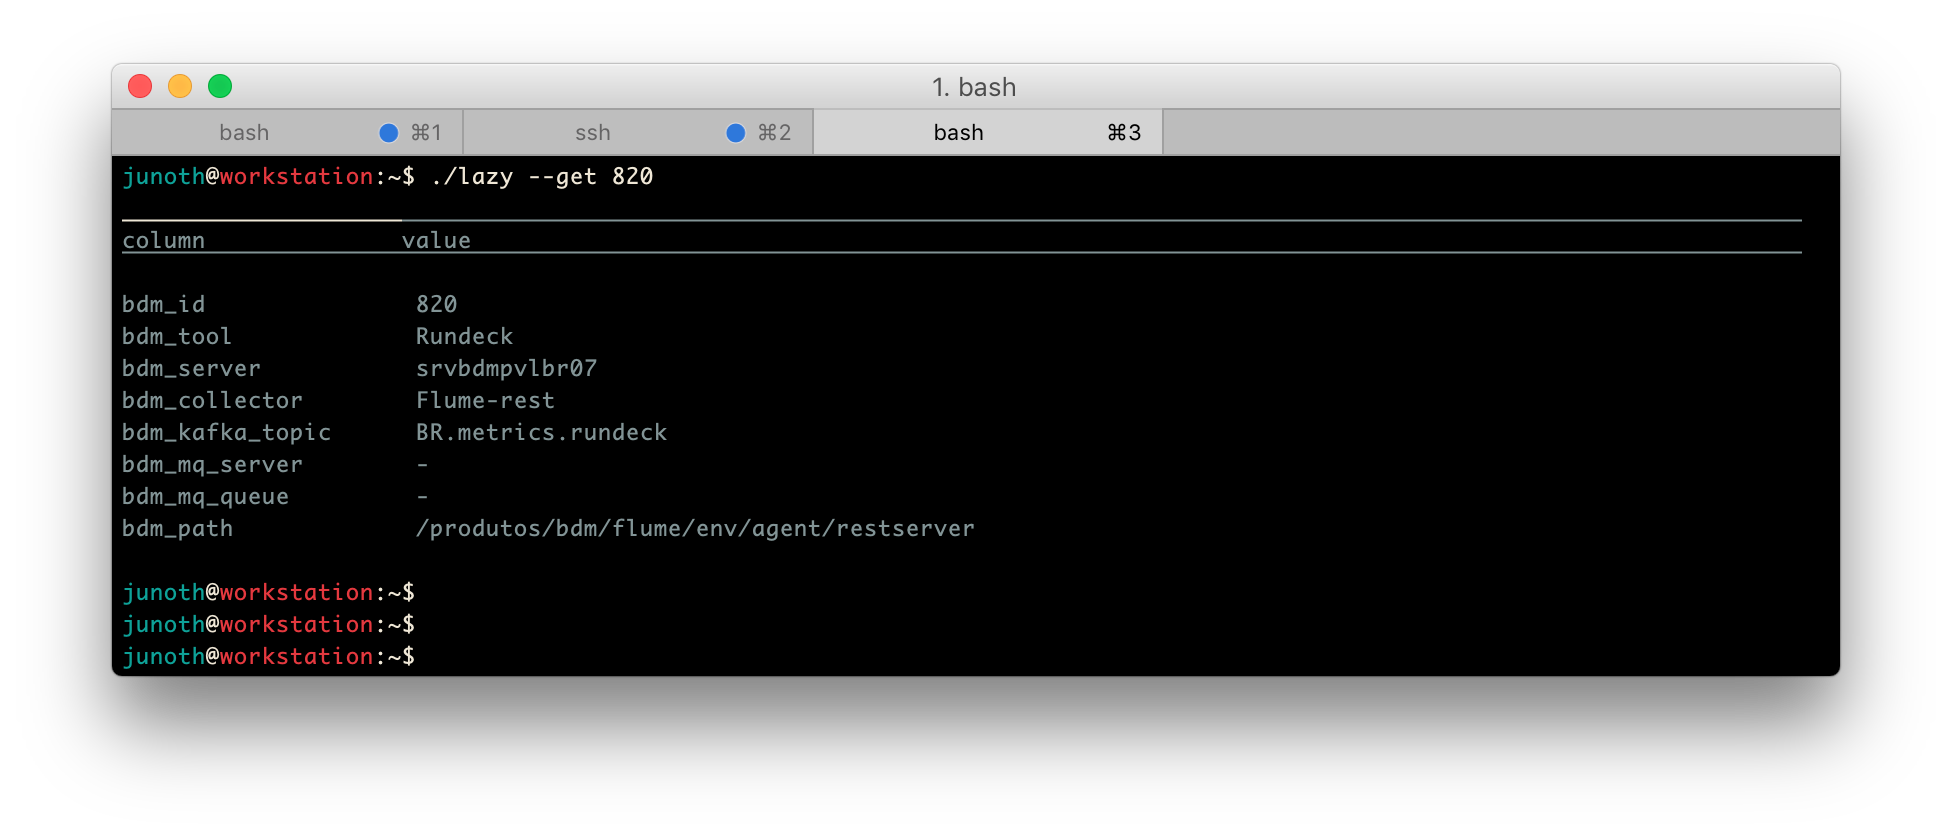 1. bash
bash ⌘1 ssh ⌘2 bash ⌘3
junoth@workstation:~$ ./lazy --get 820
column value
bdm_id 820
bdm_tool Rundeck
bdm_server srvbdmpvlbr07
bdm_collector Flume-rest
bdm_kafka_topic BR.metrics.rundeck
bdm_mq_server -
bdm_mq_queue -
bdm_path /produtos/bdm/flume/env/agent/restserver
junoth@workstation:~$
junoth@workstation:~$
junoth@workstation:~$